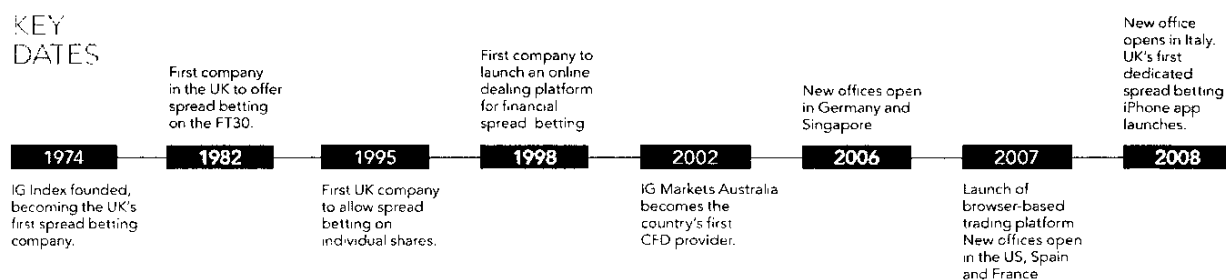 KEY
DATES
1974
IG Index founded,
becoming the UK's
first spread betting
company.
First company
in the UK to offer
spread betting
on the FT30.
1982
1995
First UK company
to allow spread
betting on
individual shares.
First company to
launch an online
dealing platform
for financial
spread betting
1998
2002
IG Markets Australia
becomes the
country's first
CFD provider.
New offices open
in Germany and
Singapore
2006
2007
Launch of
browser-based
trading platform
New offices open
in the US, Spain
and France
New office
opens in Italy.
UK's first
dedicated
spread betting
iPhone app
launches.
2008